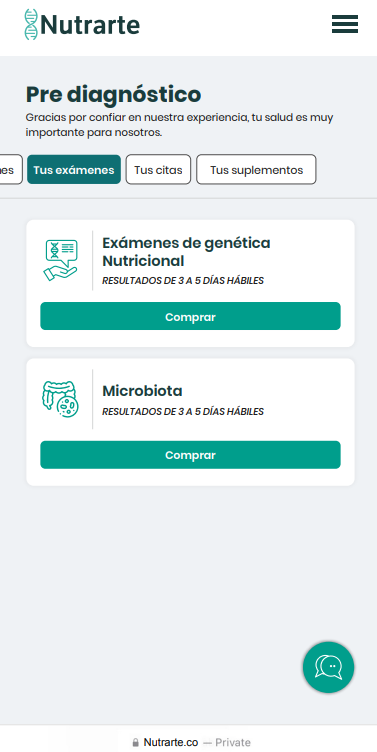 Nutrarte
Pre diagnóstico
Gracias por confiar en nuestra experiencia, tu salud es muy
importante para nosotros.
nes
Tus exámenes
Tus citas
Tus suplementos
Exámenes de genética
Nutricional
RESULTADOS DE 3 A 5 DÍAS HÁBILES
Comprar
Microbiota
RESULTADOS DE 3 A 5 DÍAS HÁBILES
Comprar
Nutrarte.co — Private